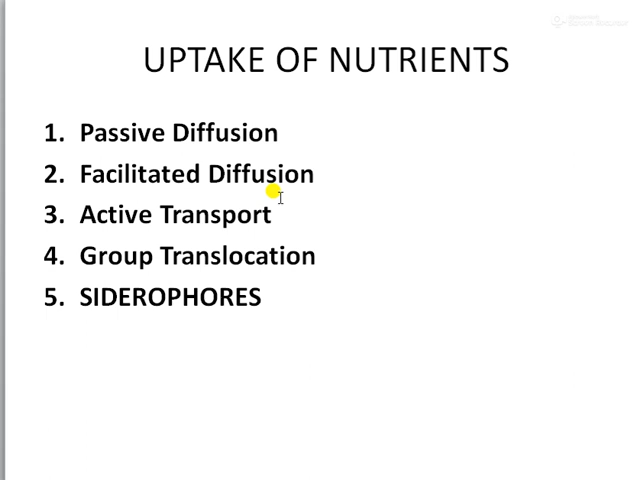 UPTAKE OF NUTRIENTS
1. Passive Diffusion
2. Facilitated Diffusion
3. Active Transport
4. Group Translocation
5. SIDEROPHORES